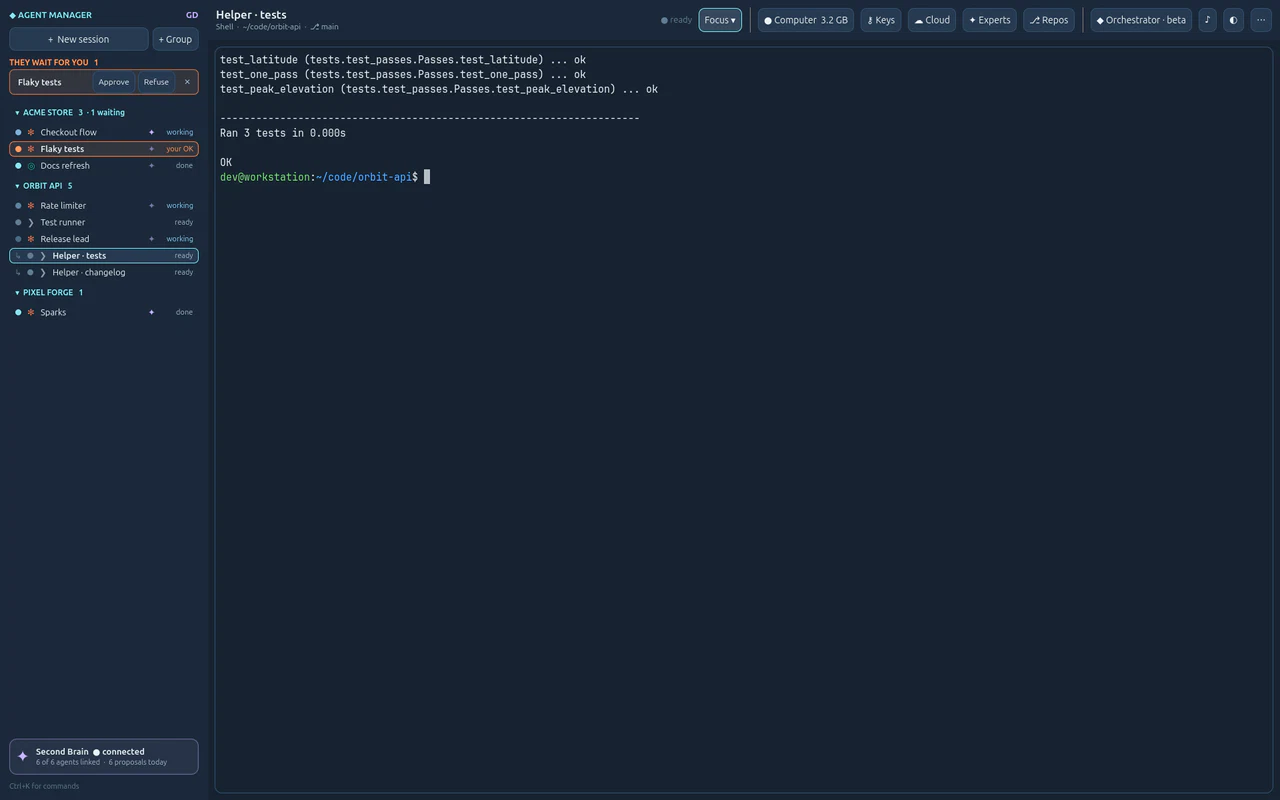 ◆ AGENT MANAGER GD
+ New session + Group
THEY WAIT FOR YOU 1
Flaky tests Approve Refuse ×
▾ ACME STORE 3 · 1 waiting
Checkout flow working
Flaky tests your OK
Docs refresh done
▾ ORBIT API 5
Rate limiter working
Test runner ready
Release lead working
Helper · tests ready
Helper · changelog ready
▾ PIXEL FORGE 1
Sparks done
Second Brain connected
6 of 6 agents linked · 6 proposals today
Ctrl+K for commands
Helper · tests
Shell · ~/code/orbit-api · main
ready
Focus ▾
Computer 3.2 GB
Keys
Cloud
Experts
Repos
Orchestrator · beta
♪
◐
···
test_latitude (tests.test_passes.Passes.test_latitude) ... ok
test_one_pass (tests.test_passes.Passes.test_one_pass) ... ok
test_peak_elevation (tests.test_passes.Passes.test_peak_elevation) ... ok
----------------------------------------------------------------------
Ran 3 tests in 0.000s
OK
dev@workstation:~/code/orbit-api$